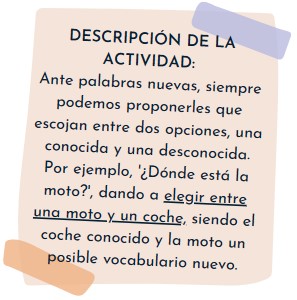 DESCRIPCIÓN DE LA
ACTIVIDAD:
Ante palabras nuevas, siempre
podemos proponerles que
escojan entre dos opciones, una
conocida y una desconocida.
Por ejemplo, '¿Dónde está la
moto?', dando a elegir entre
una moto y un coche, siendo el
coche conocido y la moto un
posible vocabulario nuevo.